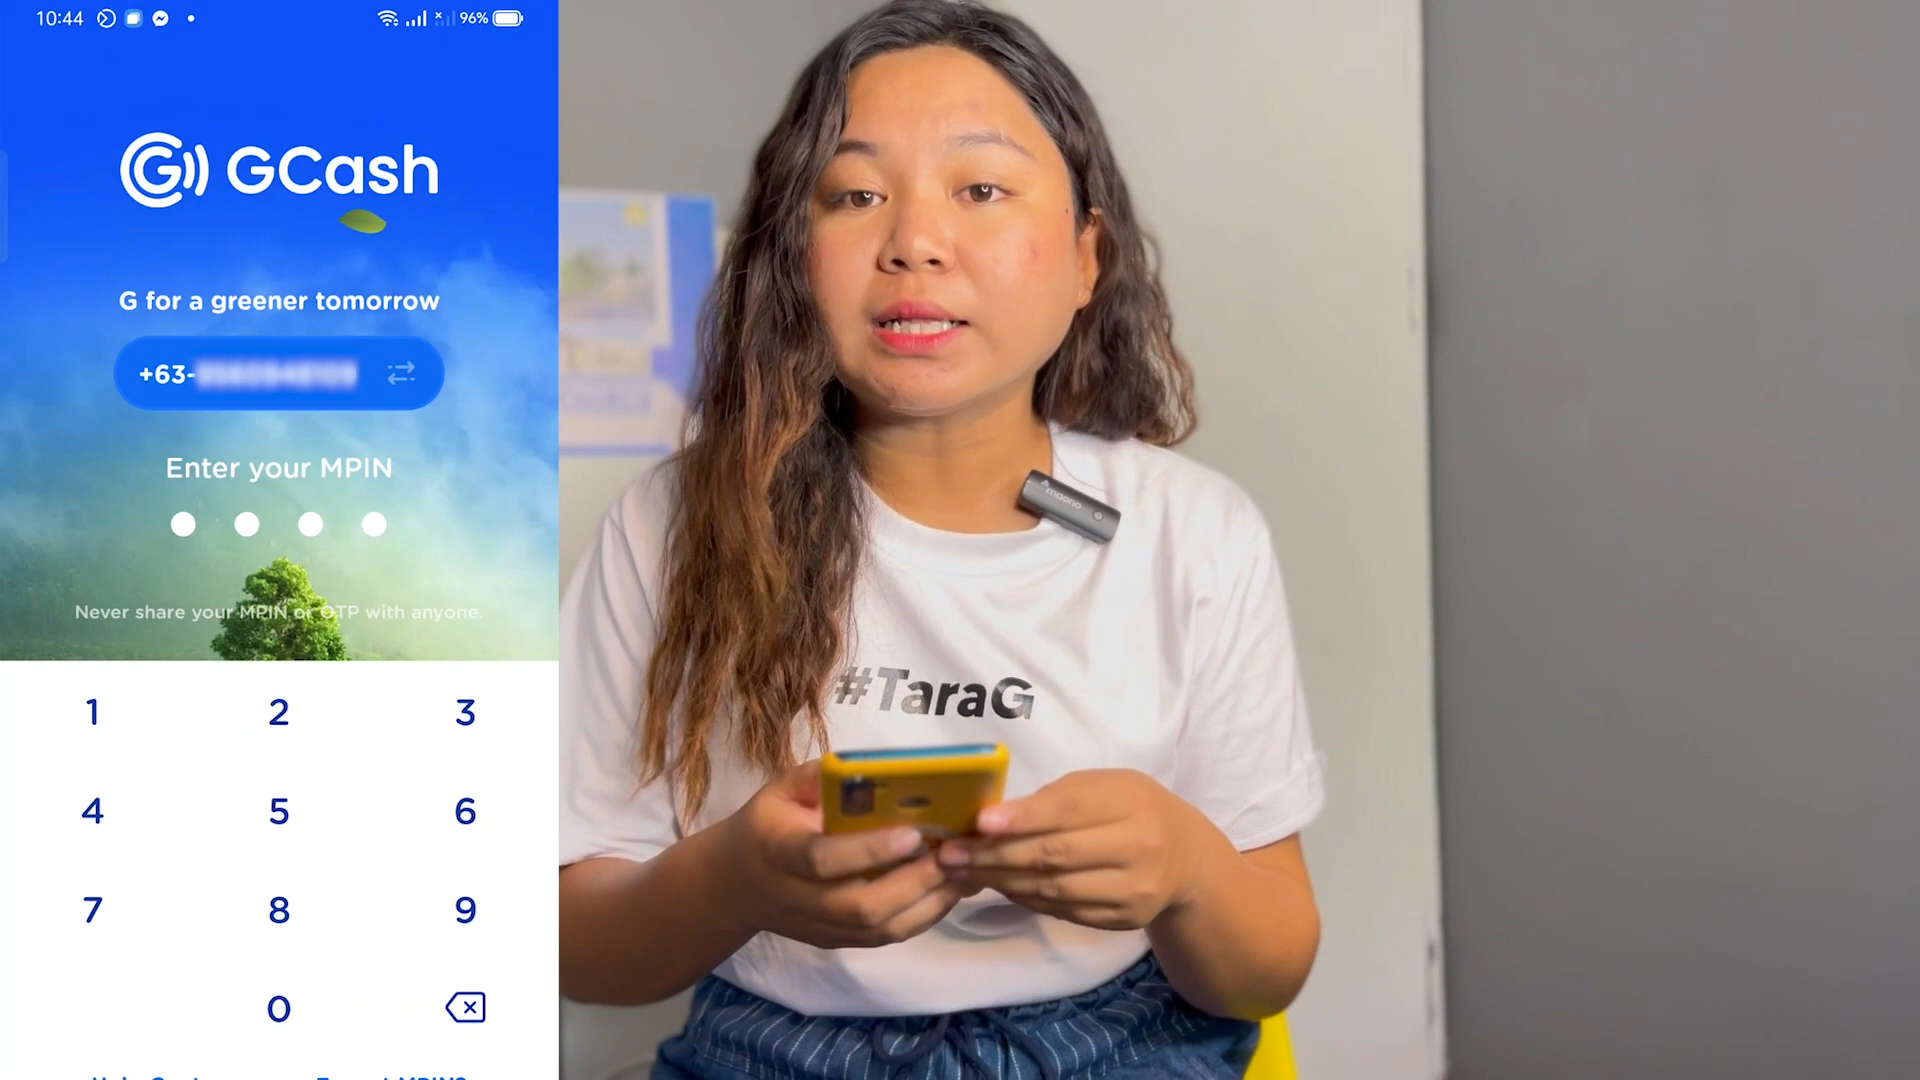 10:44
96%
GCash
G for a greener tomorrow
+63-
Enter your MPIN
Never share your MPIN or OTP with anyone.
1 2 3
4 5 6
7 8 9
0
maono
#TaraG